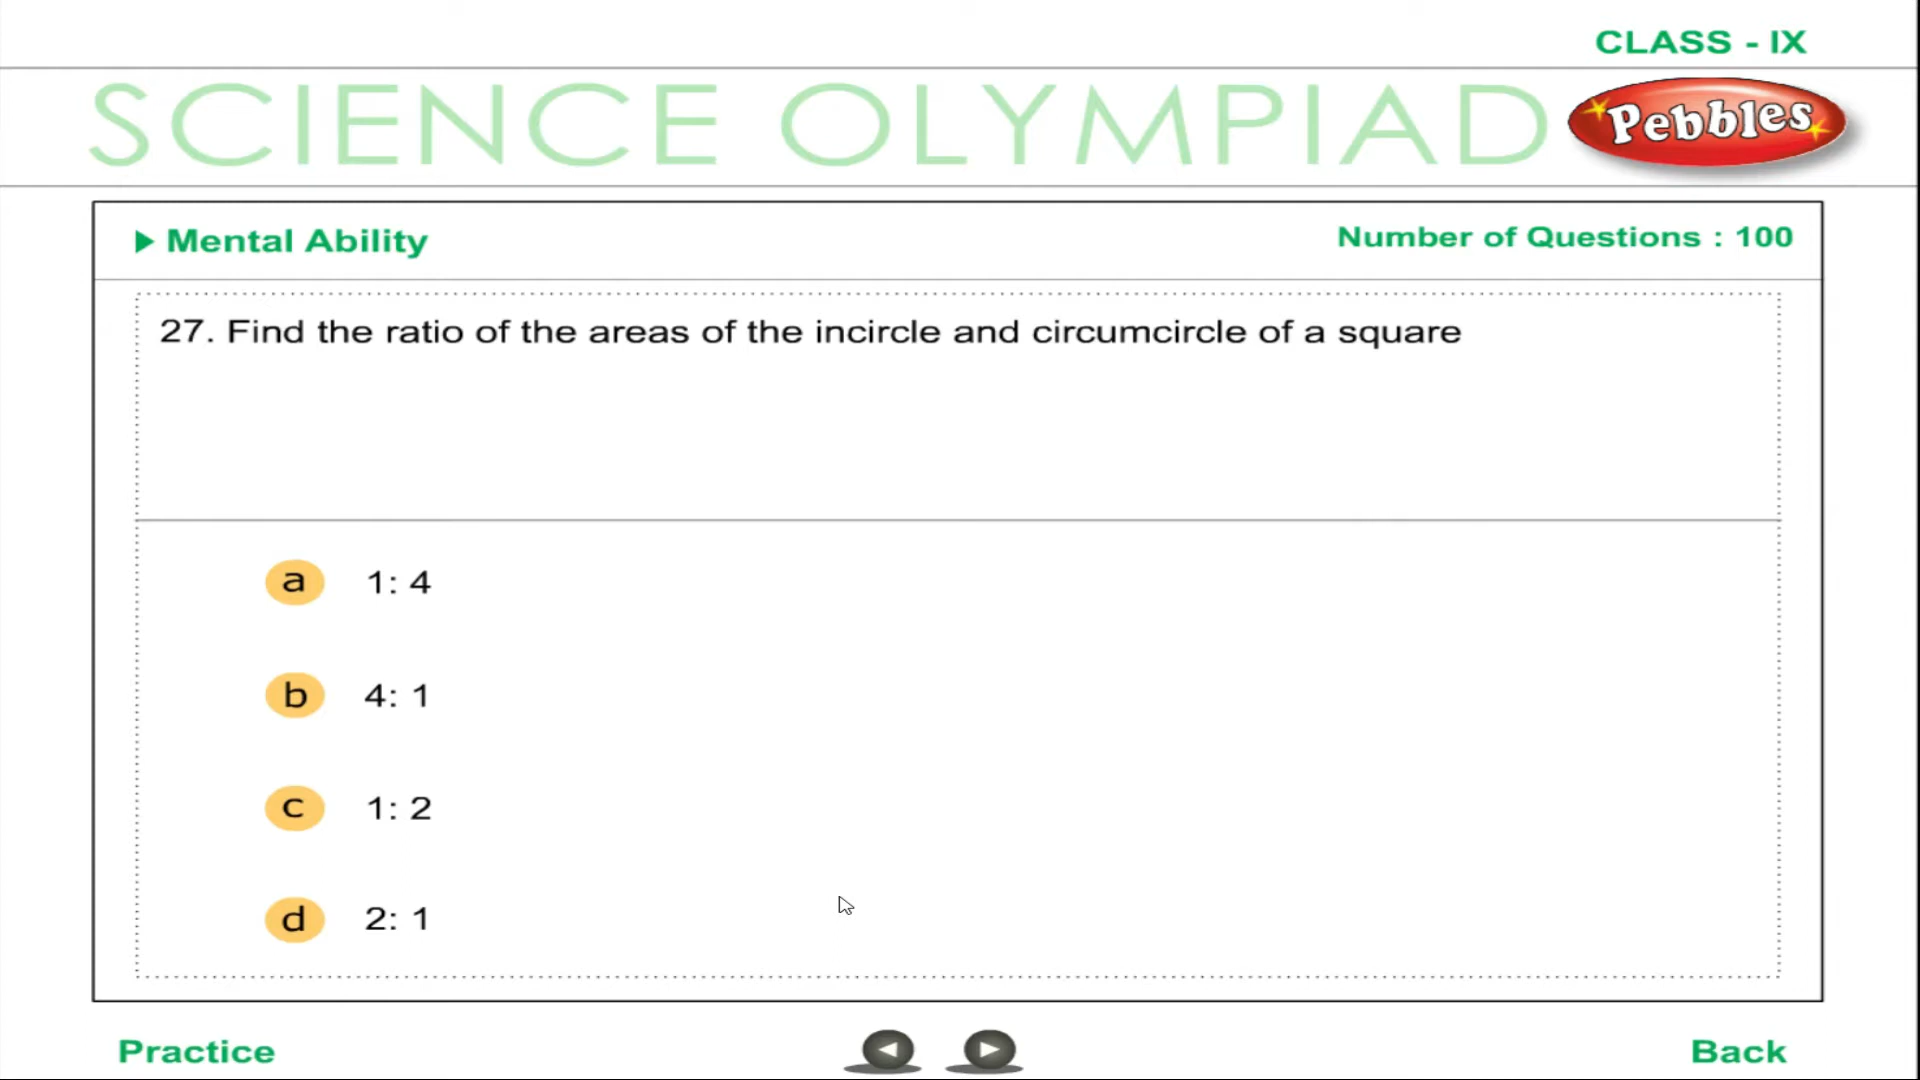 CLASS - IX
SCIENCE OLYMPIAD
Pebbles
Mental Ability
Number of Questions : 100
27. Find the ratio of the areas of the incircle and circumcircle of a square
a 1: 4
b 4: 1
c 1: 2
d 2: 1
Practice
Back